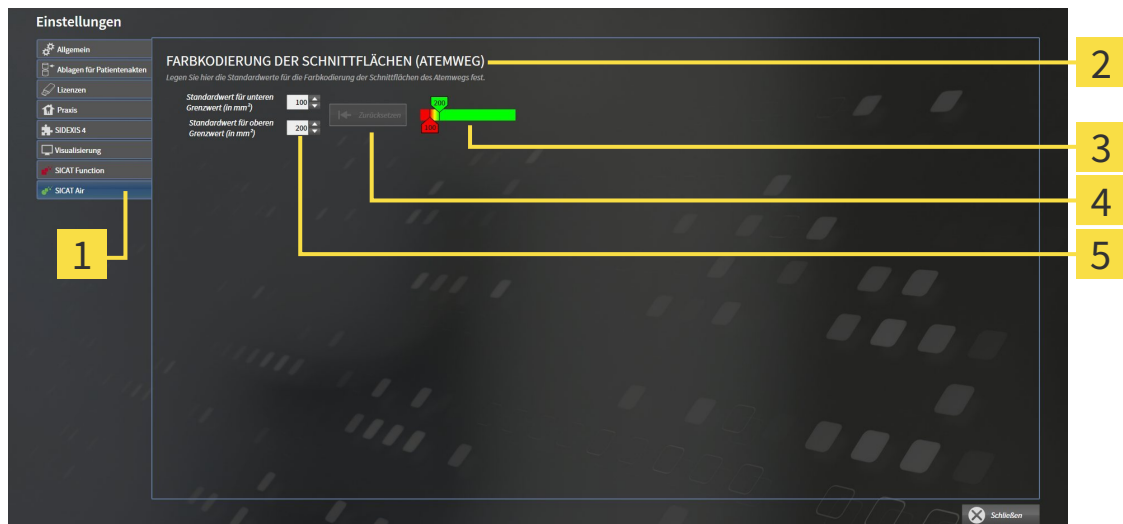 Einstellungen
Allgemein
Ablagen für Patientenakten
Lizenzen
Praxis
SIDEXIS 4
Visualisierung
SICAT Function
SICAT Air
FARBKODIERUNG DER SCHNITTFLÄCHEN (ATEMWEG)
Legen Sie hier die Standardwerte für die Farbkodierung der Schnittflächen des Atemwegs fest.
Standardwert für unteren
Grenzwert (in mm²)
100
Standardwert für oberen
Grenzwert (in mm²)
200
Zurücksetzen
200
100
Schließen
1
2
3
4
5